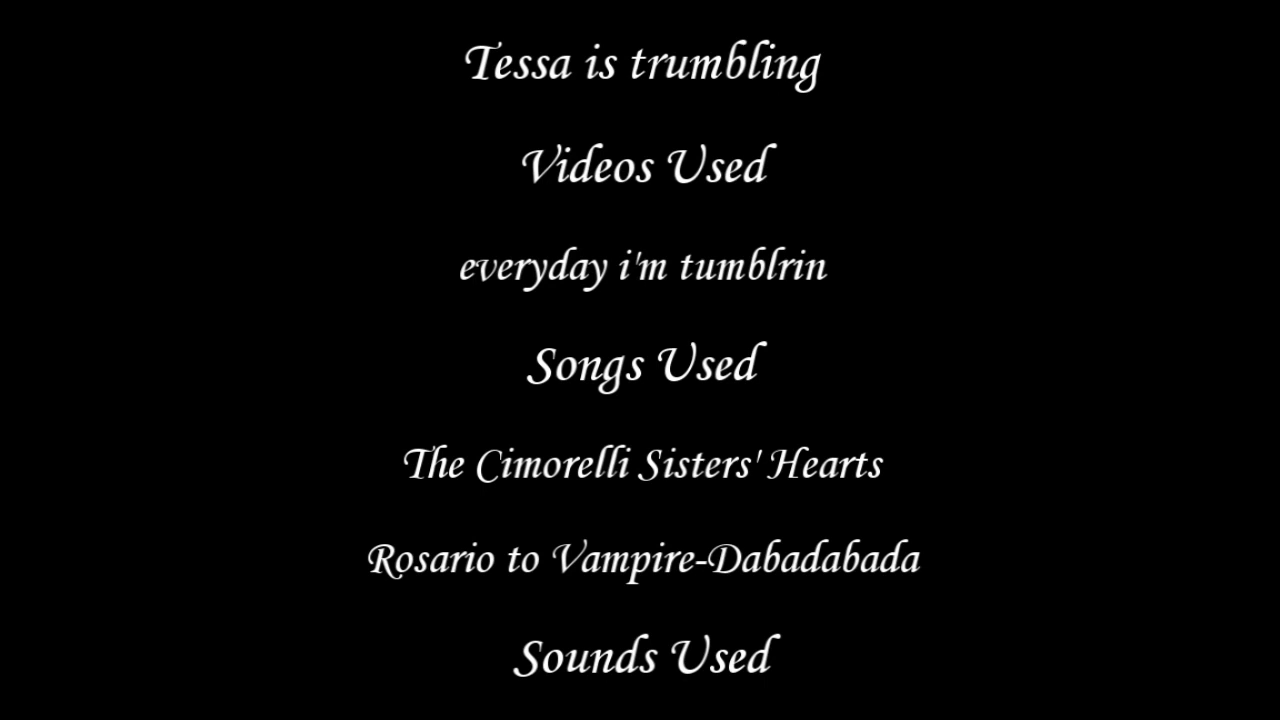 Tessa is trumbling
Videos Used
everyday i'm tumblrin
Songs Used
The Cimorelli Sisters' Hearts
Rosario to Vampire-Dabadabada
Sounds Used